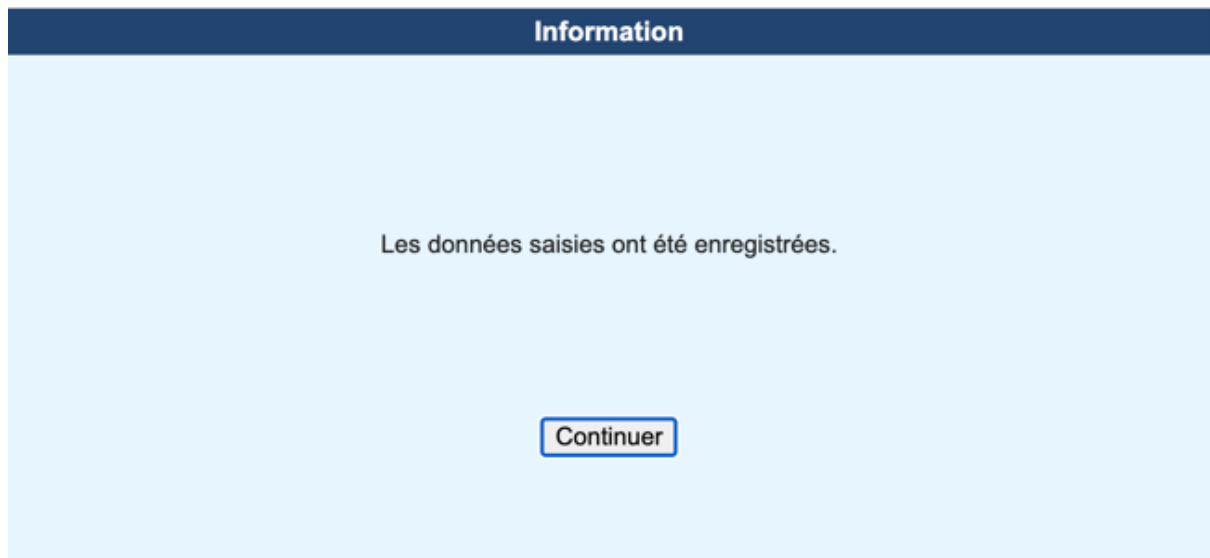 Information
Les données saisies ont été enregistrées.
Continuer